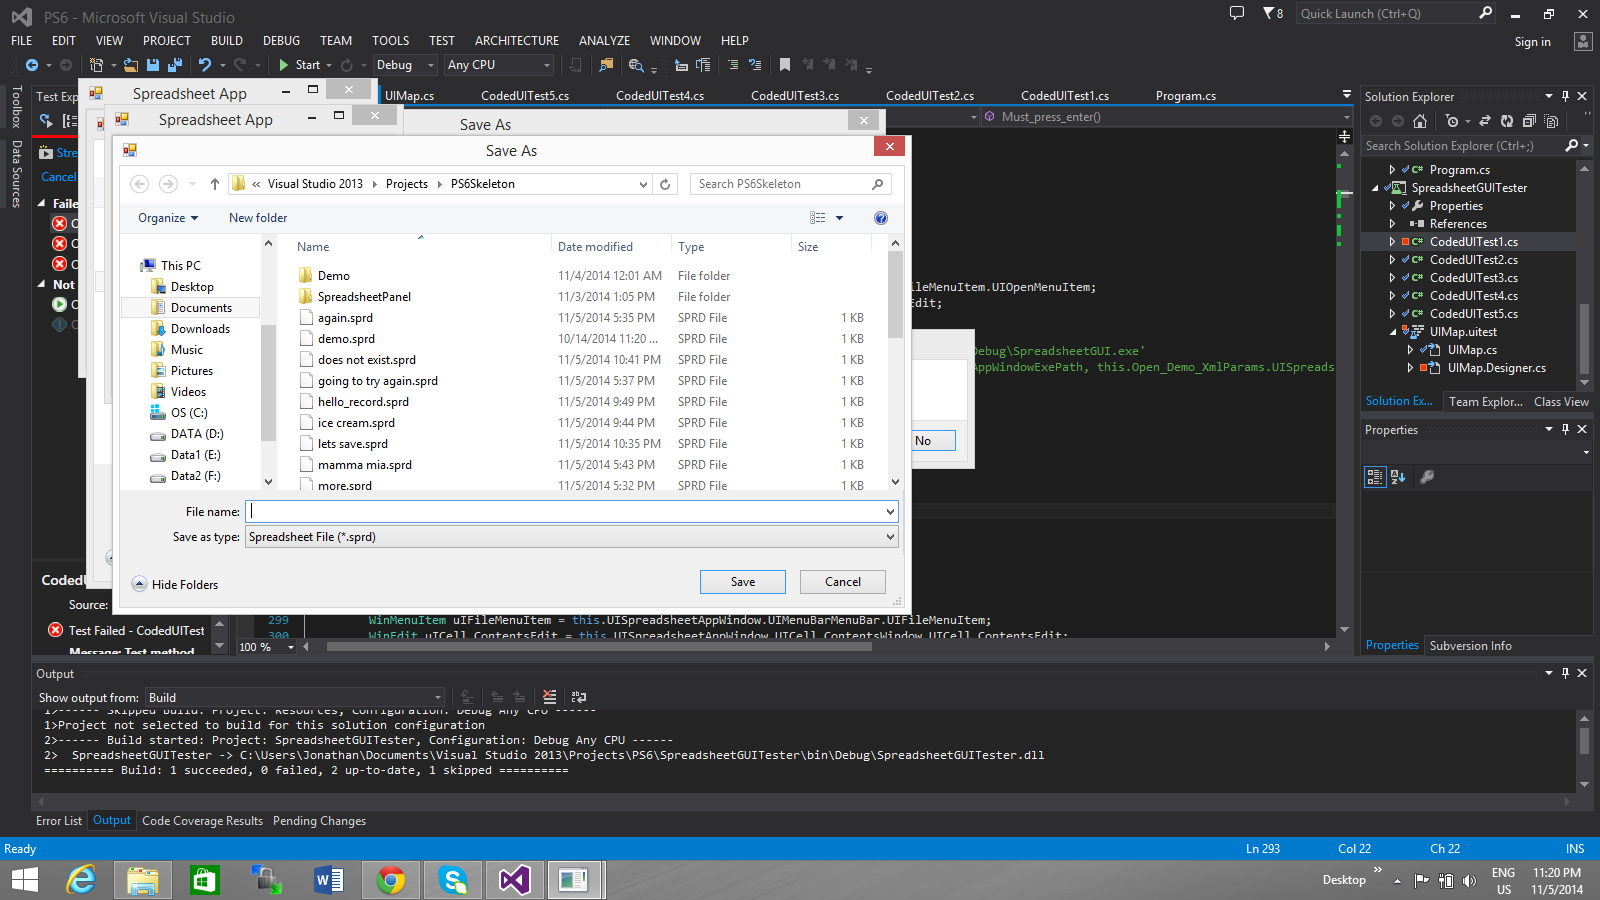 PS6 - Microsoft Visual Studio
8
Quick Launch (Ctrl+Q)
FILE EDIT VIEW PROJECT BUILD DEBUG TEAM TOOLS TEST ARCHITECTURE ANALYZE WINDOW HELP
Sign in
Start Debug Any CPU
Toolbox
Data Sources
Test Exp
Spreadsheet App
Spreadsheet App
UIMap.cs CodedUITest5.cs CodedUITest4.cs CodedUITest3.cs CodedUITest2.cs CodedUITest1.cs Program.cs
Save As
Must_press_enter()
Stre
Cancel
Faile
Not
Save As
Visual Studio 2013 Projects PS6Skeleton
Search PS6Skeleton
Organize New folder
Name Date modified Type Size
This PC
Desktop
Documents
Downloads
Music
Pictures
Videos
OS (C:)
DATA (D:)
Data1 (E:)
Data2 (F:)
Demo 11/4/2014 12:01 AM File folder
SpreadsheetPanel 11/3/2014 1:05 PM File folder
again.sprd 11/5/2014 5:35 PM SPRD File 1 KB
demo.sprd 10/14/2014 11:20 ... SPRD File 1 KB
does not exist.sprd 11/5/2014 10:41 PM SPRD File 1 KB
going to try again.sprd 11/5/2014 5:37 PM SPRD File 1 KB
hello_record.sprd 11/5/2014 9:49 PM SPRD File 1 KB
ice cream.sprd 11/5/2014 9:44 PM SPRD File 1 KB
lets save.sprd 11/5/2014 10:35 PM SPRD File 1 KB
mamma mia.sprd 11/5/2014 5:43 PM SPRD File 1 KB
more.sprd 11/5/2014 5:32 PM SPRD File 1 KB
File name:
Save as type: Spreadsheet File (*.sprd)
Hide Folders
Save Cancel
ileMenuItem.UIOpenMenuItem;
Edit;
Debug\SpreadsheetGUI.exe'
AppWindowExePath, this.Open_Demo_XmlParams.UISpreads
No
CodedU
Source:
Test Failed - CodedUITest
Message: Test method
299 WinMenuItem uIFileMenuItem = this.UISpreadsheetAppWindow.UIMenuBarMenuBar.UIFileMenuItem;
300 WinEdit uICell_ContentsEdit = this.UISpreadsheetAppWindow.UICell_ContentsWindow.UICell_ContentsEdit;
100 %
Solution Explorer
Search Solution Explorer (Ctrl+;)
Program.cs
SpreadsheetGUITester
Properties
References
CodedUITest1.cs
CodedUITest2.cs
CodedUITest3.cs
CodedUITest4.cs
CodedUITest5.cs
UIMap.uitest
UIMap.cs
UIMap.Designer.cs
Solution Ex... Team Explor... Class View
Properties
Properties Subversion Info
Output
Show output from: Build
1>------ Skipped Build: Project: Resources, Configuration: Debug Any CPU ------
1>Project not selected to build for this solution configuration
2>------ Build started: Project: SpreadsheetGUITester, Configuration: Debug Any CPU ------
2> SpreadsheetGUITester -> C:\Users\Jonathan\Documents\Visual Studio 2013\Projects\PS6\SpreadsheetGUITester\bin\Debug\SpreadsheetGUITester.dll
========== Build: 1 succeeded, 0 failed, 2 up-to-date, 1 skipped ==========
Error List Output Code Coverage Results Pending Changes
Ready Ln 293 Col 22 Ch 22 INS
Desktop
ENG
US
11:20 PM
11/5/2014